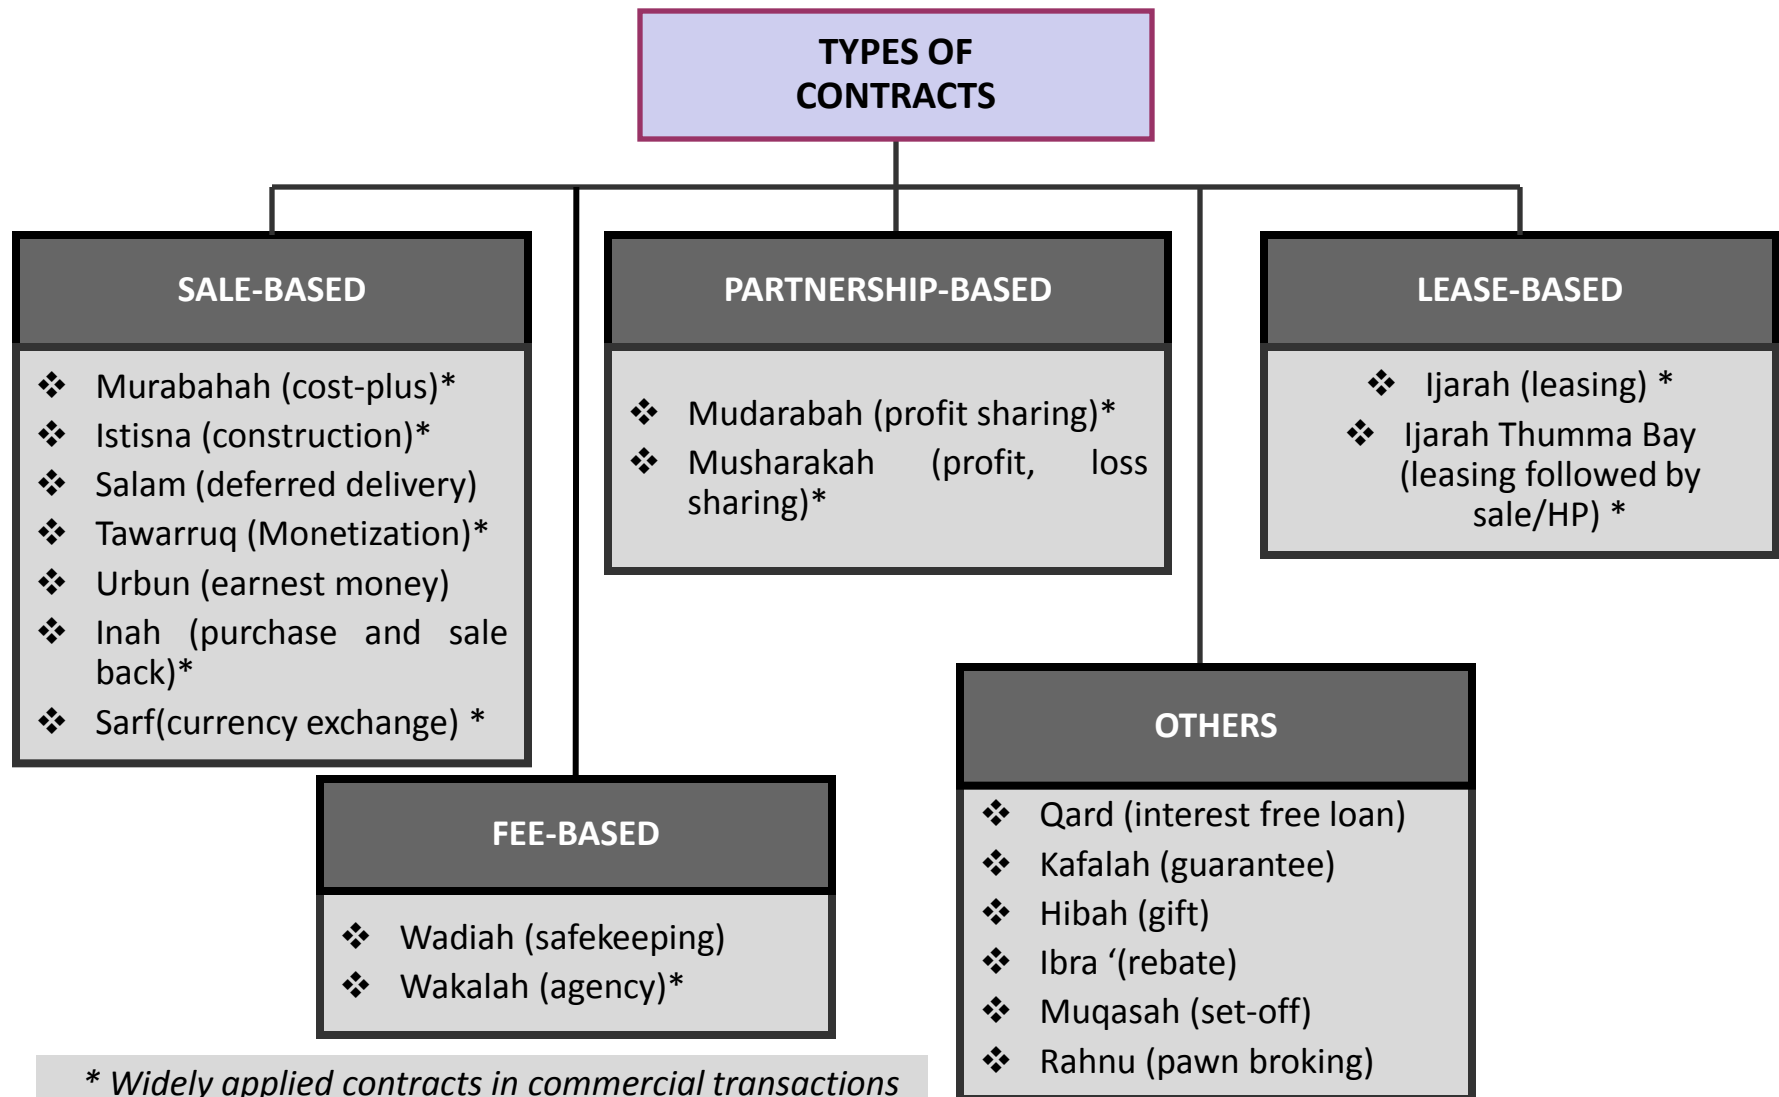 TYPES OF
CONTRACTS
SALE-BASED
❖ Murabahah (cost-plus)*
❖ Istisna (construction)*
❖ Salam (deferred delivery)
❖ Tawarruq (Monetization)*
❖ Urbun (earnest money)
❖ Inah (purchase and sale
back)*
❖ Sarf(currency exchange) *
PARTNERSHIP-BASED
❖ Mudarabah (profit sharing)*
❖ Musharakah (profit, loss
sharing)*
LEASE-BASED
❖ Ijarah (leasing) *
❖ Ijarah Thumma Bay
(leasing followed by
sale/HP) *
FEE-BASED
❖ Wadiah (safekeeping)
❖ Wakalah (agency)*
OTHERS
❖ Qard (interest free loan)
❖ Kafalah (guarantee)
❖ Hibah (gift)
❖ Ibra ‘(rebate)
❖ Muqasah (set-off)
❖ Rahnu (pawn broking)
* Widely applied contracts in commercial transactions